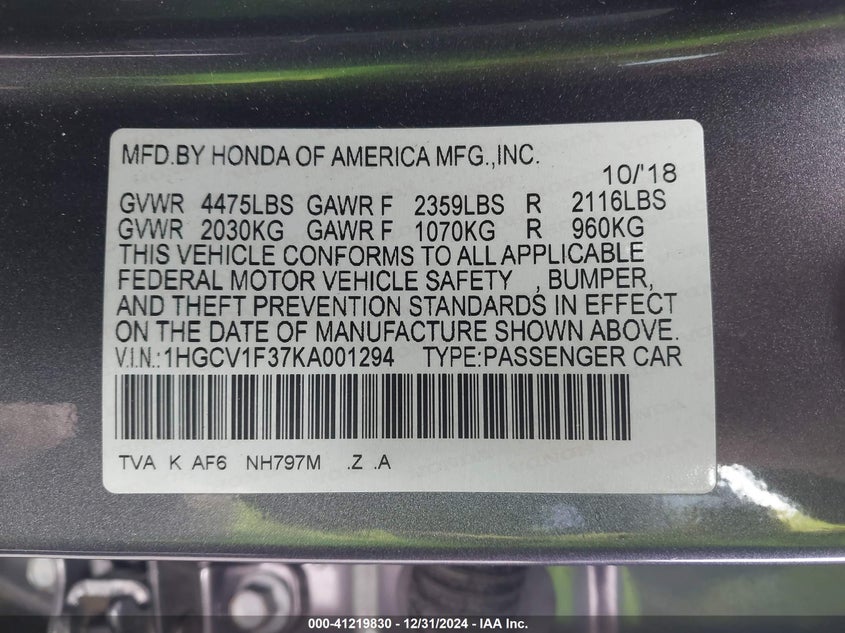 MFD.BY HONDA OF AMERICA MFG.,INC.
10/'18
GVWR 4475LBS GAWR F 2359LBS R 2116LBS
GVWR 2030KG GAWR F 1070KG R 960KG
THIS VEHICLE CONFORMS TO ALL APPLICABLE
FEDERAL MOTOR VEHICLE SAFETY , BUMPER,
AND THEFT PREVENTION STANDARDS IN EFFECT
ON THE DATE OF MANUFACTURE SHOWN ABOVE.
V.I.N.:1HGCV1F37KA001294 TYPE:PASSENGER CAR
TVA K AF6 NH797M .Z .A
000-41219830 - 12/31/2024 - IAA Inc.